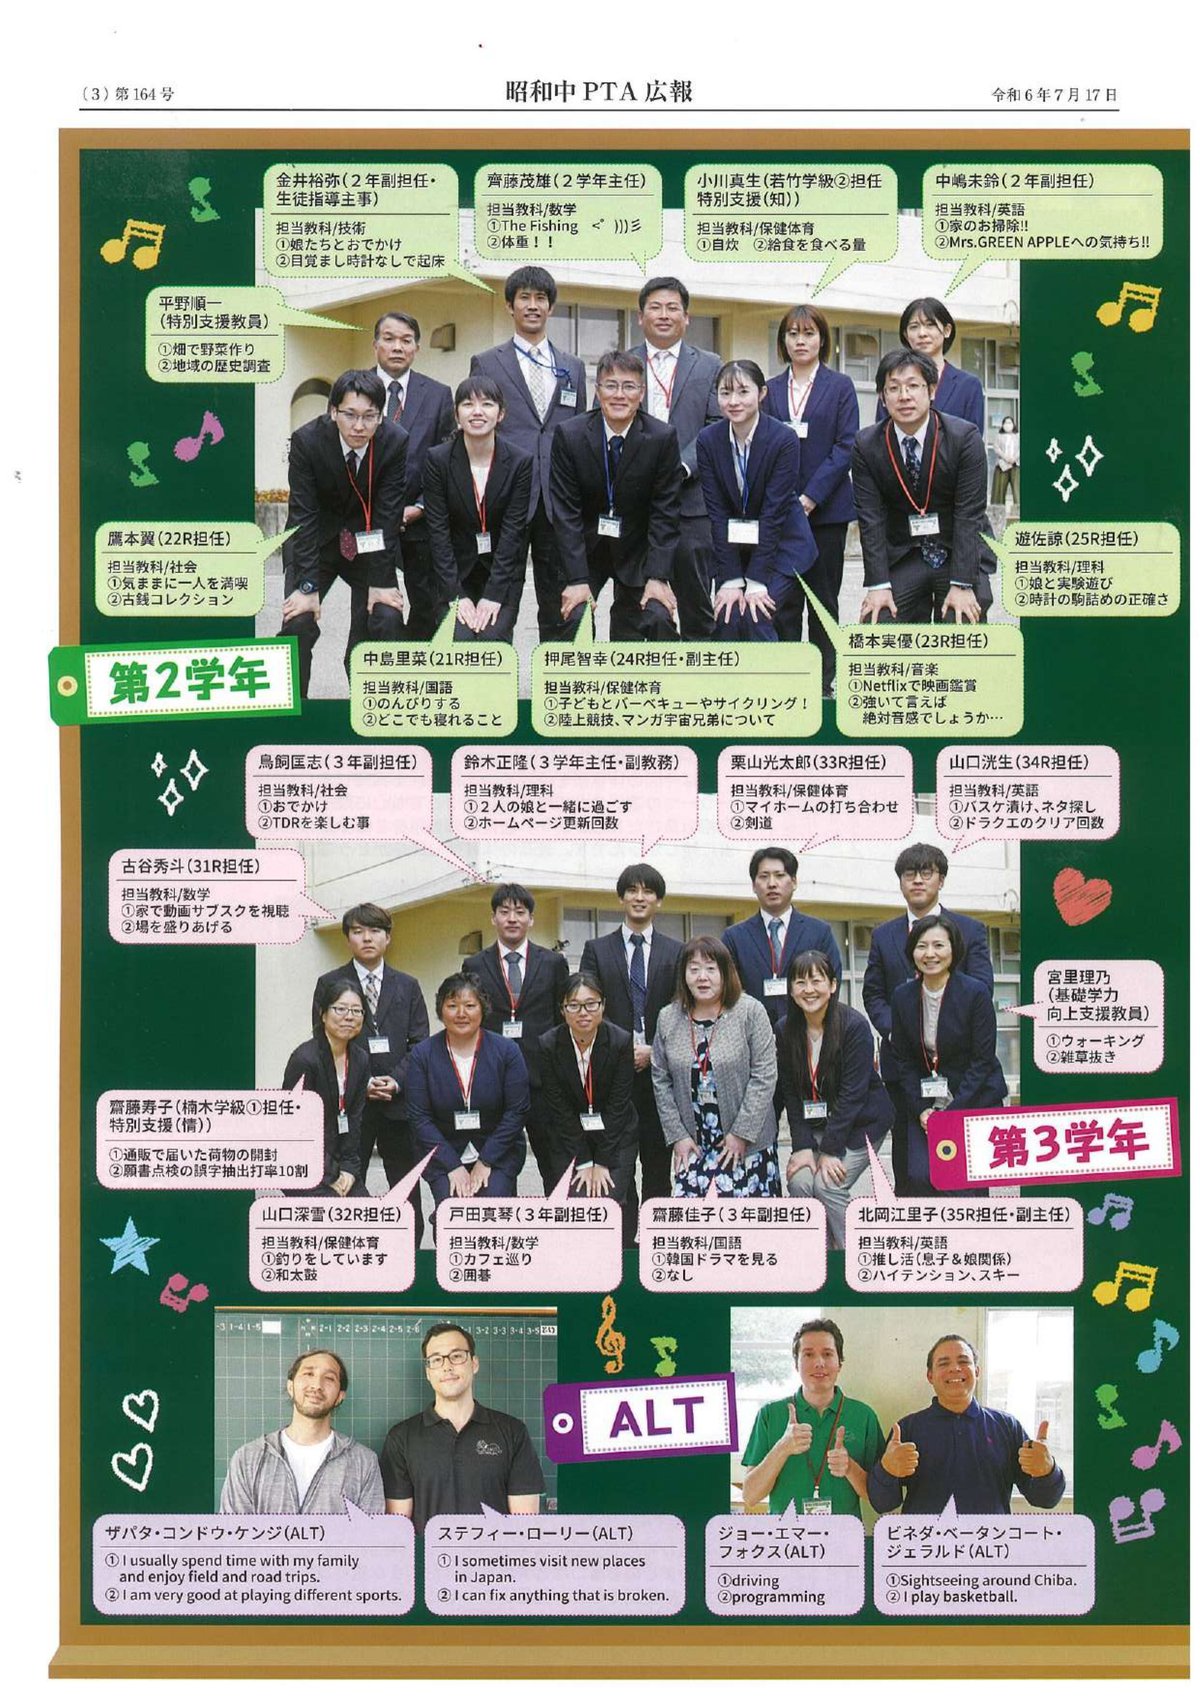 (3)第164号
昭和中PTA広報
令和6年7月17日
金井裕弥(2年副担任・
生徒指導主事)
担当教科/技術
①娘たちとおでかけ
②目覚まし時計なしで起床
齊藤茂雄(2学年主任)
担当教科/数学
①The Fishing <゜)))彡
②体重!!
小川真生(若竹学級②担任
特別支援(知))
担当教科/保健体育
①自炊 ②給食を食べる量
中嶋未鈴(2年副担任)
担当教科/英語
①家のお掃除!!
②Mrs.GREEN APPLEへの気持ち!!
平野順一
(特別支援教員)
①畑で野菜作り
②地域の歴史調査
鷹本翼(22R担任)
担当教科/社会
①気ままに一人を満喫
②古銭コレクション
遊佐諒(25R担任)
担当教科/理科
①娘と実験遊び
②時計の駒詰めの正確さ
中島里菜(21R担任)
担当教科/国語
①のんびりする
②どこでも寝れること
押尾智幸(24R担任・副主任)
担当教科/保健体育
①子どもとバーベキューやサイクリング!
②陸上競技、マンガ宇宙兄弟について
橋本実優(23R担任)
担当教科/音楽
①Netflixで映画鑑賞
②強いて言えば
絶対音感でしょうか…
第2学年
鳥飼匡志(3年副担任)
担当教科/社会
①おでかけ
②TDRを楽しむ事
鈴木正隆(3学年主任・副教務)
担当教科/理科
①2人の娘と一緒に過ごす
②ホームページ更新回数
栗山光太郎(33R担任)
担当教科/保健体育
①マイホームの打ち合わせ
②剣道
山口洸生(34R担任)
担当教科/英語
①バスケ漬け、ネタ探し
②ドラクエのクリア回数
古谷秀斗(31R担任)
担当教科/数学
①家で動画サブスクを視聴
②場を盛りあげる
宮里理乃
(基礎学力
向上支援教員)
①ウォーキング
②雑草抜き
齋藤寿子(楠木学級①担任・
特別支援(情))
①通販で届いた荷物の開封
②願書点検の誤字抽出打率10割
第3学年
山口深雪(32R担任)
担当教科/保健体育
①釣りをしています
②和太鼓
戸田真琴(3年副担任)
担当教科/数学
①カフェ巡り
②囲碁
齋藤佳子(3年副担任)
担当教科/国語
①韓国ドラマを見る
②なし
北岡江里子(35R担任・副主任)
担当教科/英語
①推し活(息子&娘関係)
②ハイテンション、スキー
ALT
ザパタ・コンドウ・ケンジ(ALT)
① I usually spend time with my family
and enjoy field and road trips.
② I am very good at playing different sports.
ステフィー・ローリー(ALT)
① I sometimes visit new places
in Japan.
② I can fix anything that is broken.
ジョー・エマー・
フォクス(ALT)
①driving
②programming
ビネダ・ベータンコート・
ジェラルド(ALT)
①Sightseeing around Chiba.
② I play basketball.